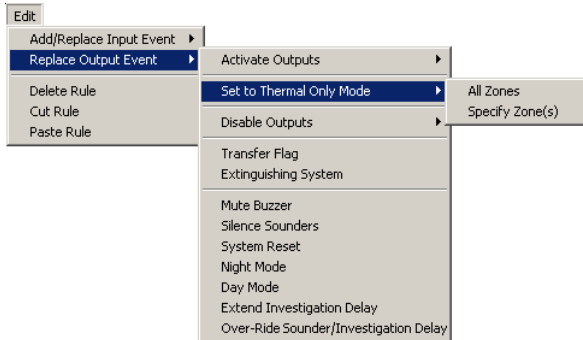 Edit
Add/Replace Input Event
Replace Output Event
Delete Rule
Cut Rule
Paste Rule
Activate Outputs
Set to Thermal Only Mode
Disable Outputs
Transfer Flag
Extinguishing System
Mute Buzzer
Silence Sounders
System Reset
Night Mode
Day Mode
Extend Investigation Delay
Over-Ride Sounder/Investigation Delay
All Zones
Specify Zone(s)